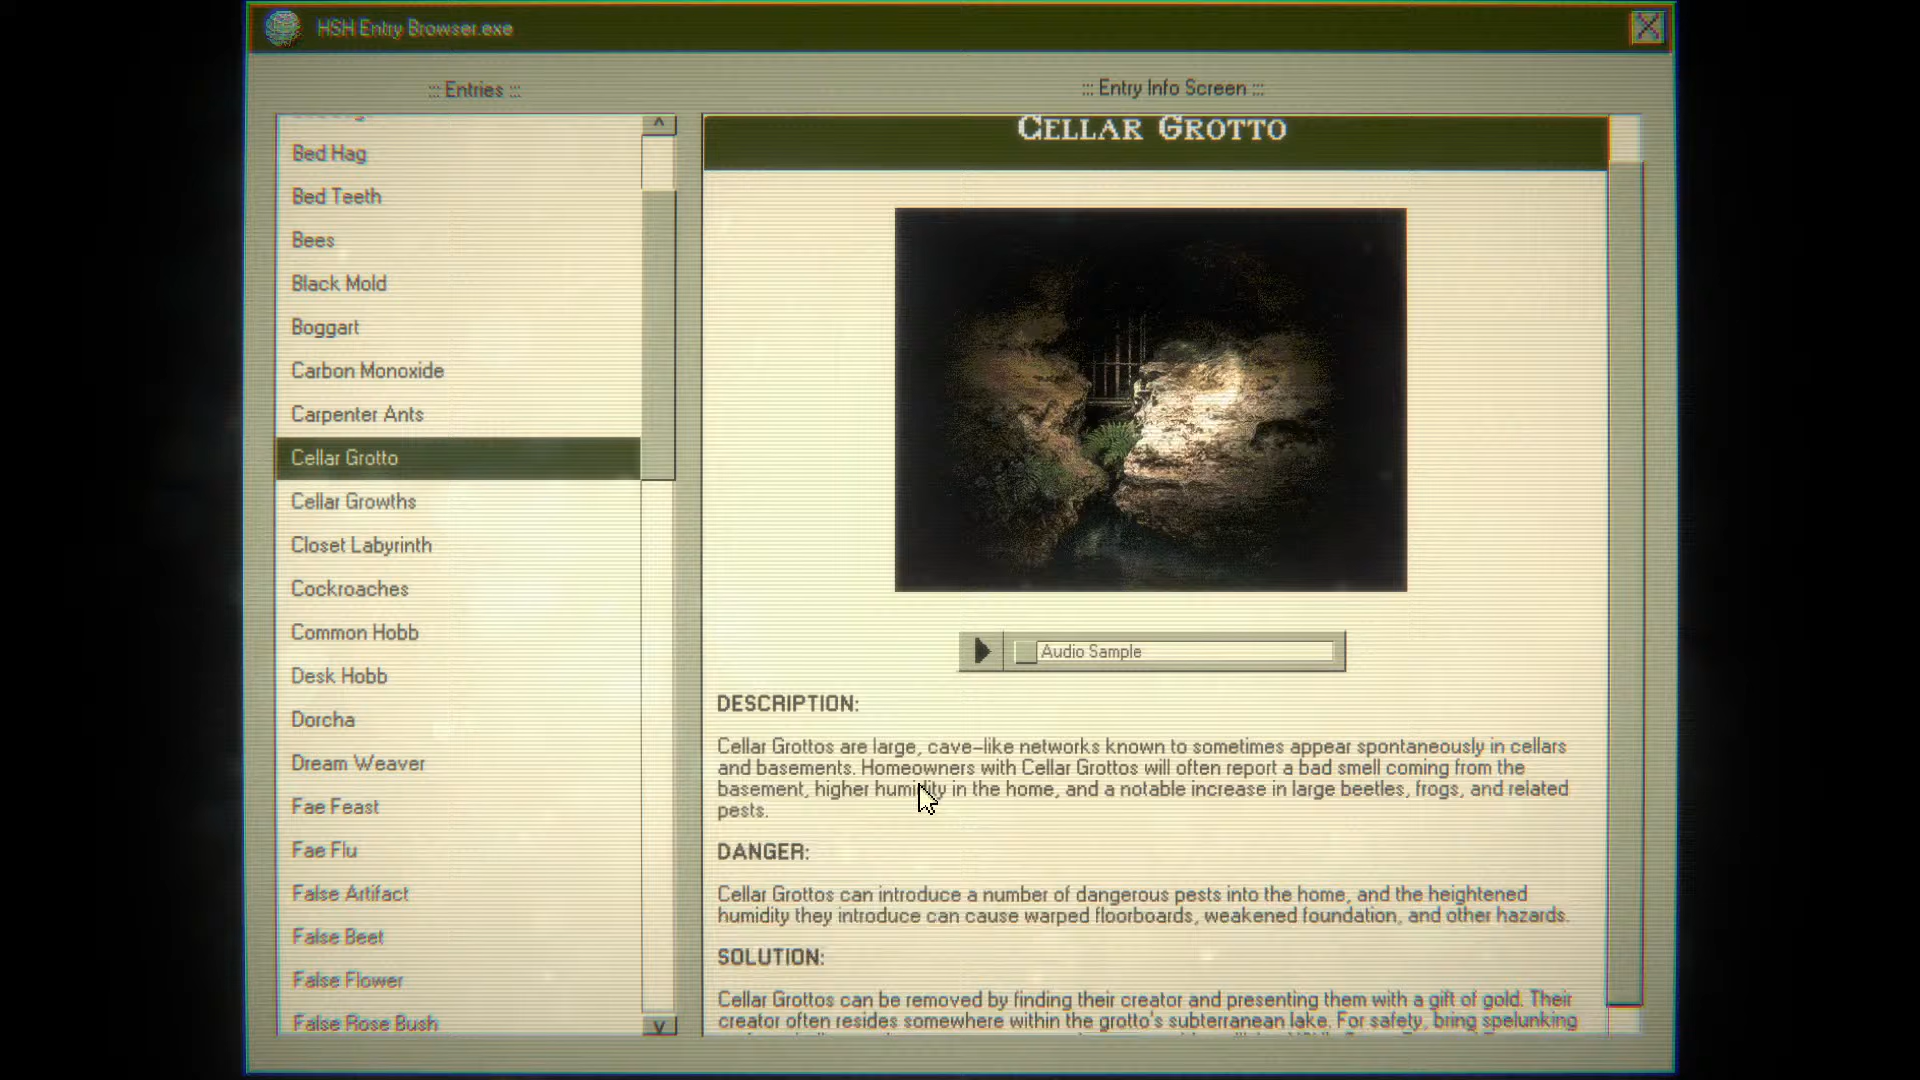 HSH Entry Browser.exe
::: Entries :::
Bed Hag
Bed Teeth
Bees
Black Mold
Boggart
Carbon Monoxide
Carpenter Ants
Cellar Grotto
Cellar Growths
Closet Labyrinth
Cockroaches
Common Hobb
Desk Hobb
Dorcha
Dream Weaver
Fae Feast
Fae Flu
False Artifact
False Beet
False Flower
False Rose Bush
::: Entry Info Screen :::
Cellar Grotto
Audio Sample
DESCRIPTION:
Cellar Grottos are large, cave-like networks known to sometimes appear spontaneously in cellars
and basements. Homeowners with Cellar Grottos will often report a bad smell coming from the
basement, higher humidity in the home, and a notable increase in large beetles, frogs, and related
pests.
DANGER:
Cellar Grottos can introduce a number of dangerous pests into the home, and the heightened
humidity they introduce can cause warped floorboards, weakened foundation, and other hazards.
SOLUTION:
Cellar Grottos can be removed by finding their creator and presenting them with a gift of gold. Their
creator often resides somewhere within the grotto's subterranean lake. For safety, bring spelunking